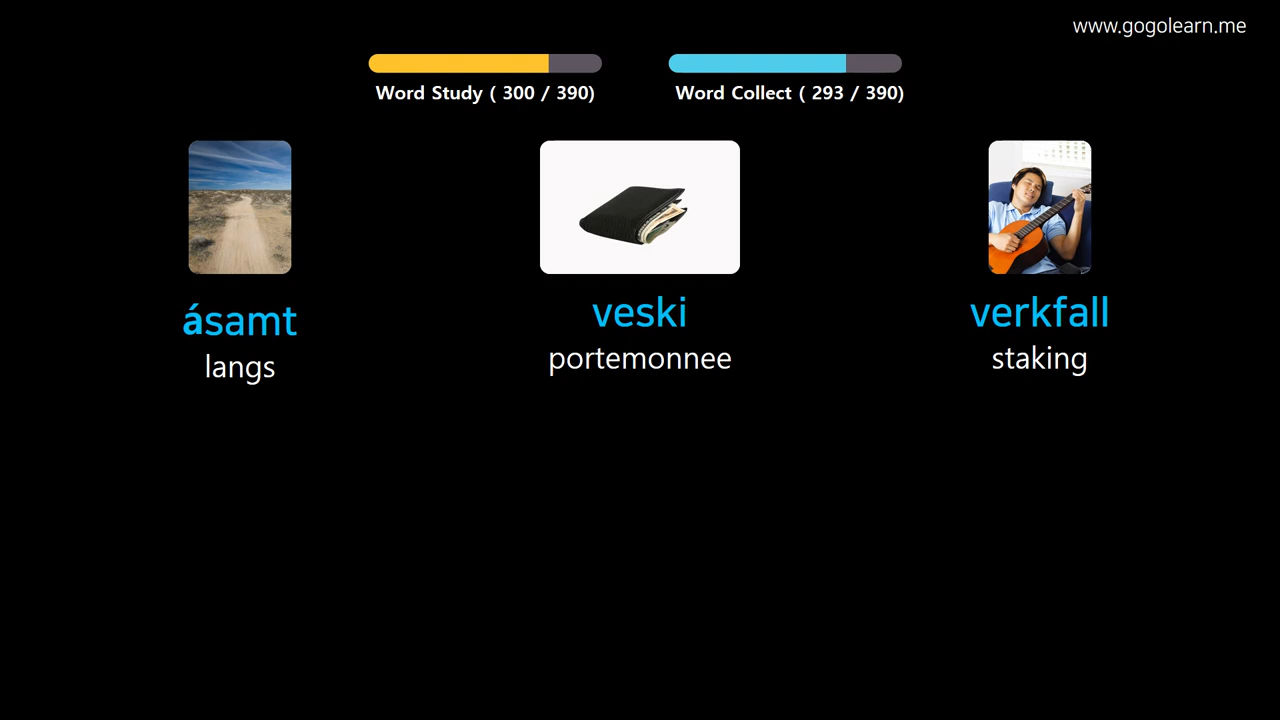 www.gogolearn.me
Word Study ( 300 / 390)
Word Collect ( 293 / 390)
ásamt
langs
veski
portemonnee
verkfall
staking